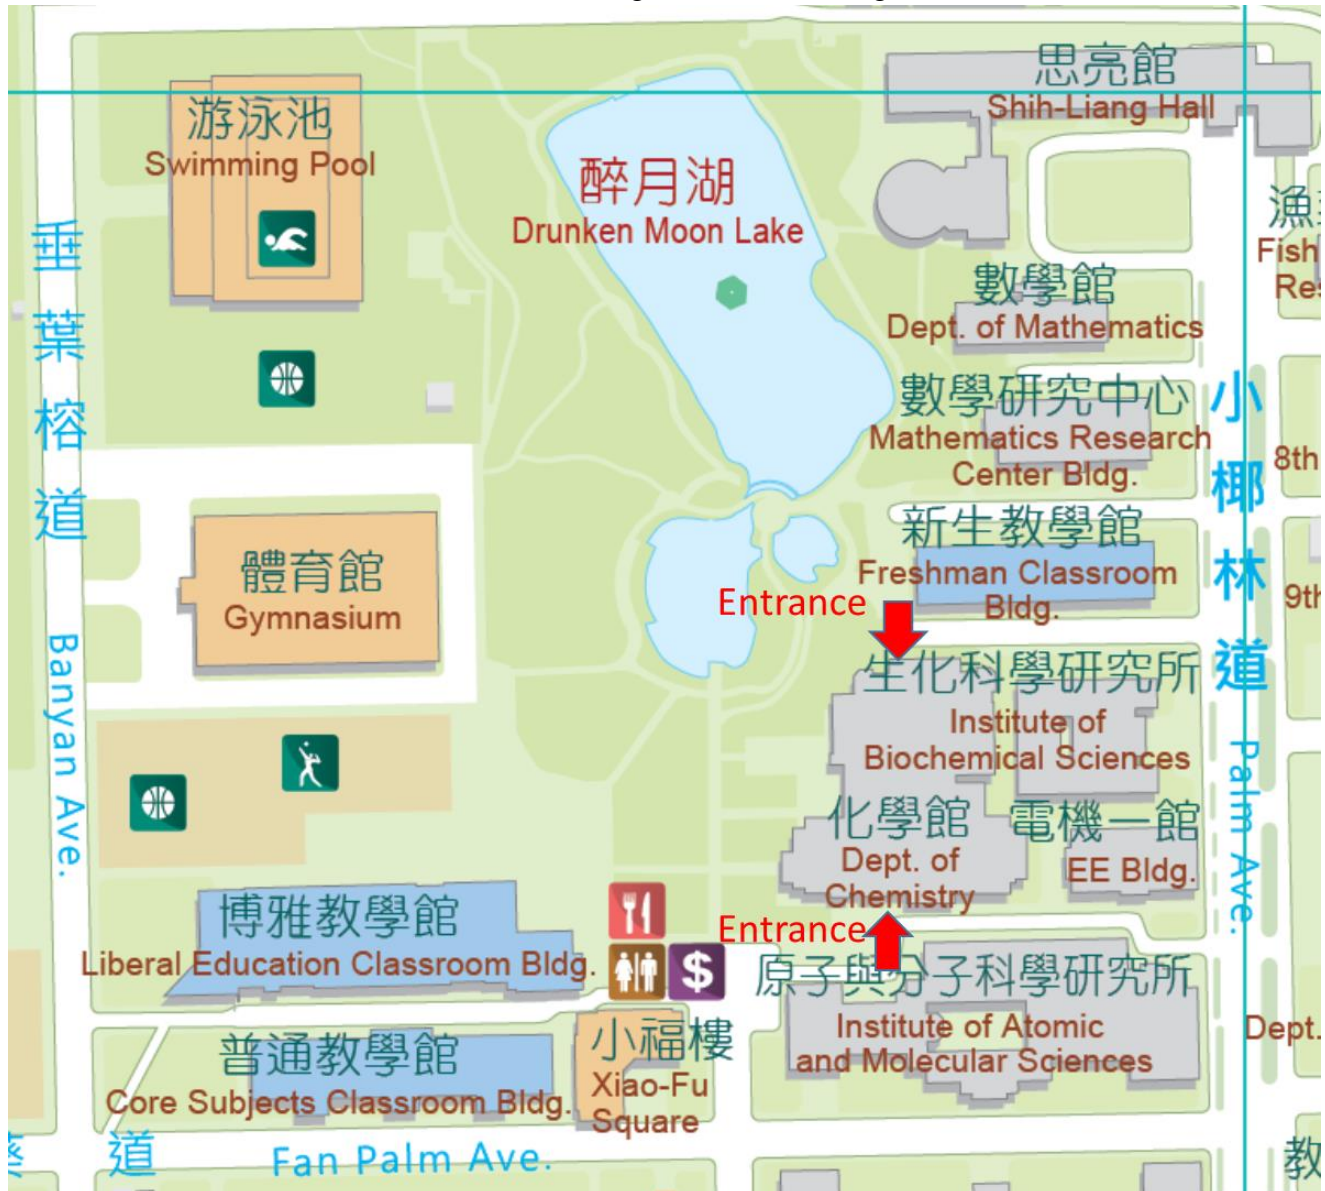 思亮館
Shih-Liang Hall
游泳池
Swimming Pool
醉月湖
Drunken Moon Lake
漁
Fish
Res
數學館
Dept. of Mathematics
垂葉榕道
Banyan Ave.
數學研究中心
Mathematics Research
Center Bldg.
小椰林道
Palm Ave.
8th
新生教學館
Freshman Classroom
Bldg.
9th
體育館
Gymnasium
Entrance
生化科學研究所
Institute of
Biochemical Sciences
化學館
Dept. of
Chemistry
電機一館
EE Bldg.
博雅教學館
Liberal Education Classroom Bldg.
$
Entrance
原子與分子科學研究所
Institute of Atomic
and Molecular Sciences
Dept.
普通教學館
Core Subjects Classroom Bldg.
小福樓
Xiao-Fu
Square
道
Fan Palm Ave.
教